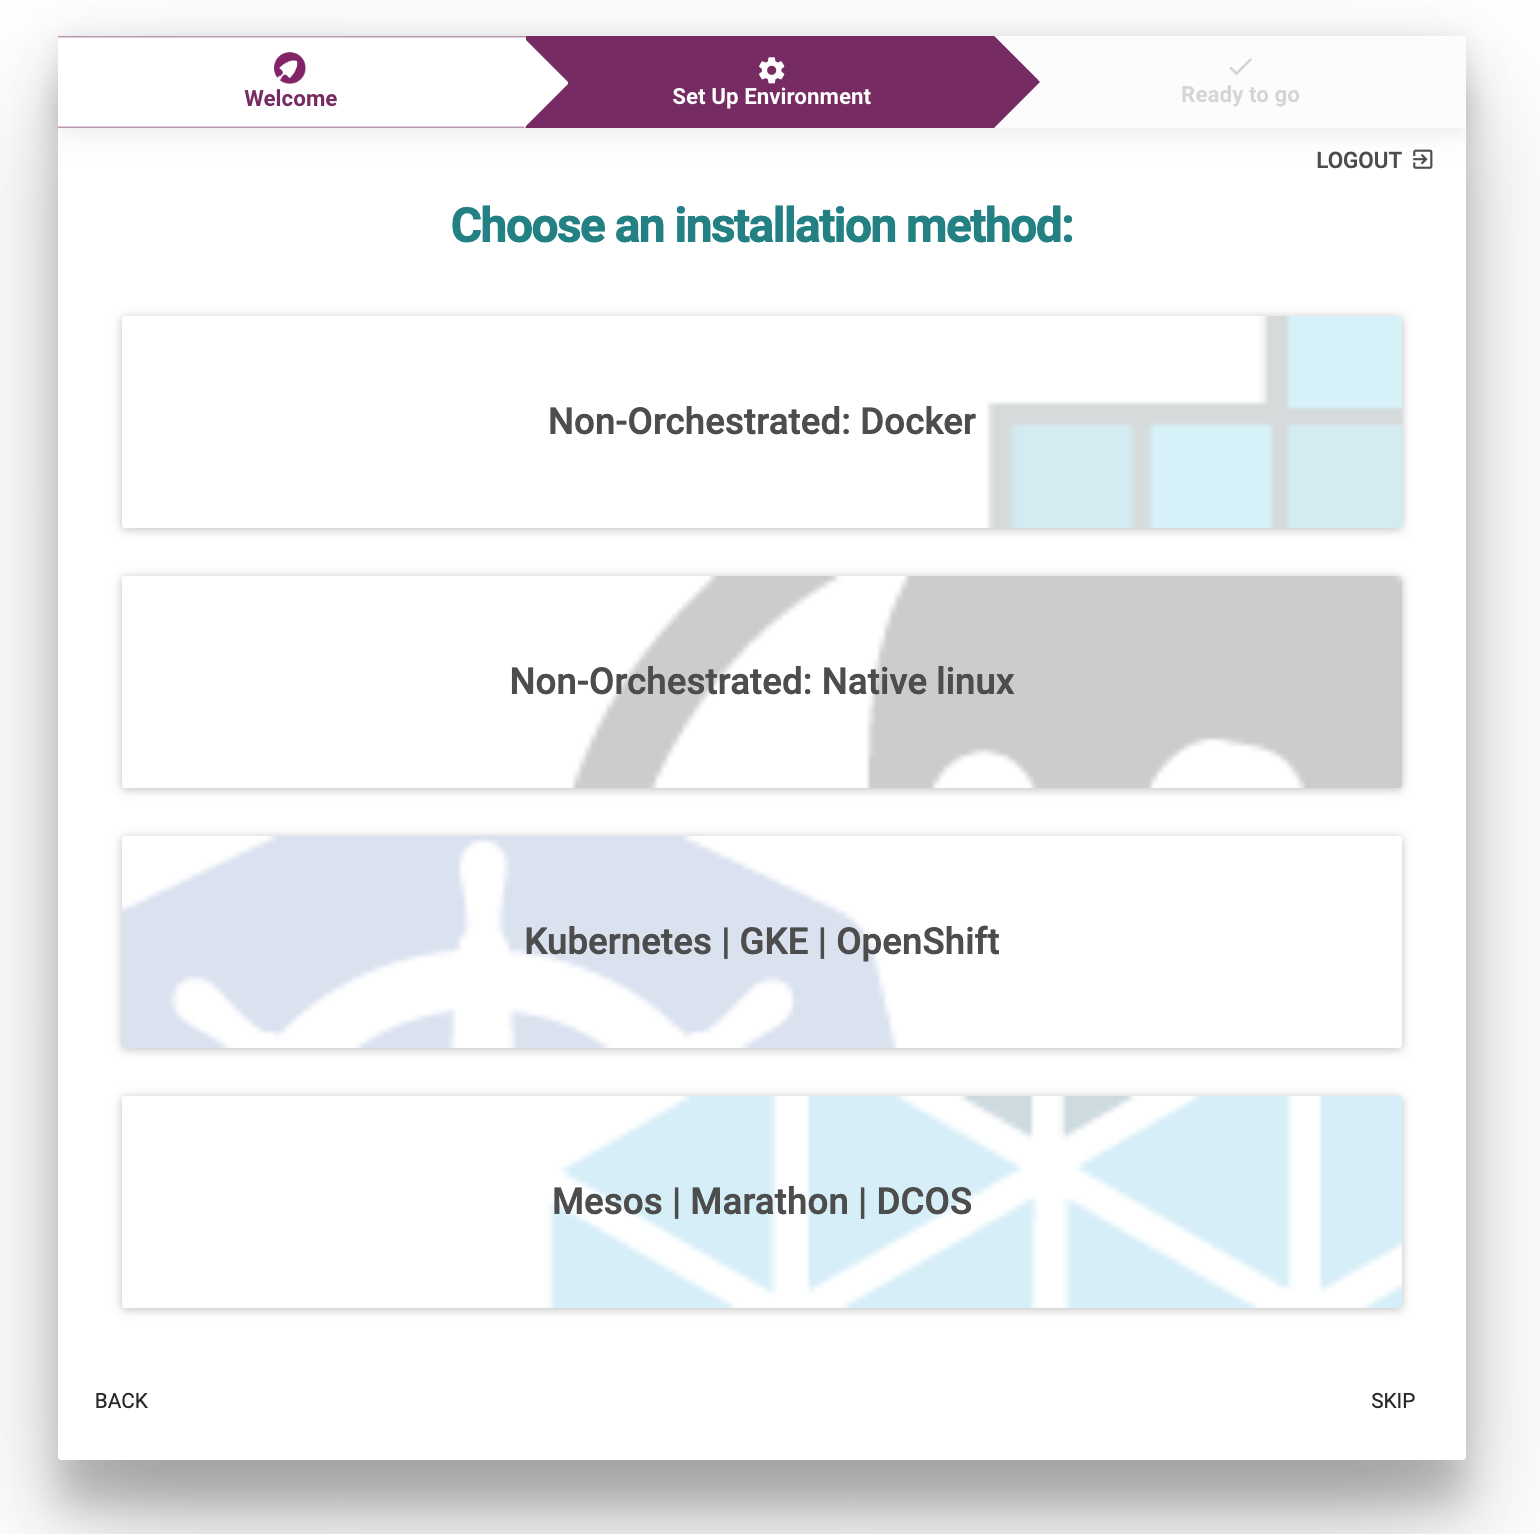 Welcome
Set Up Environment
Ready to go
LOGOUT
Choose an installation method:
Non-Orchestrated: Docker
Non-Orchestrated: Native linux
Kubernetes | GKE | OpenShift
Mesos | Marathon | DCOS
BACK
SKIP